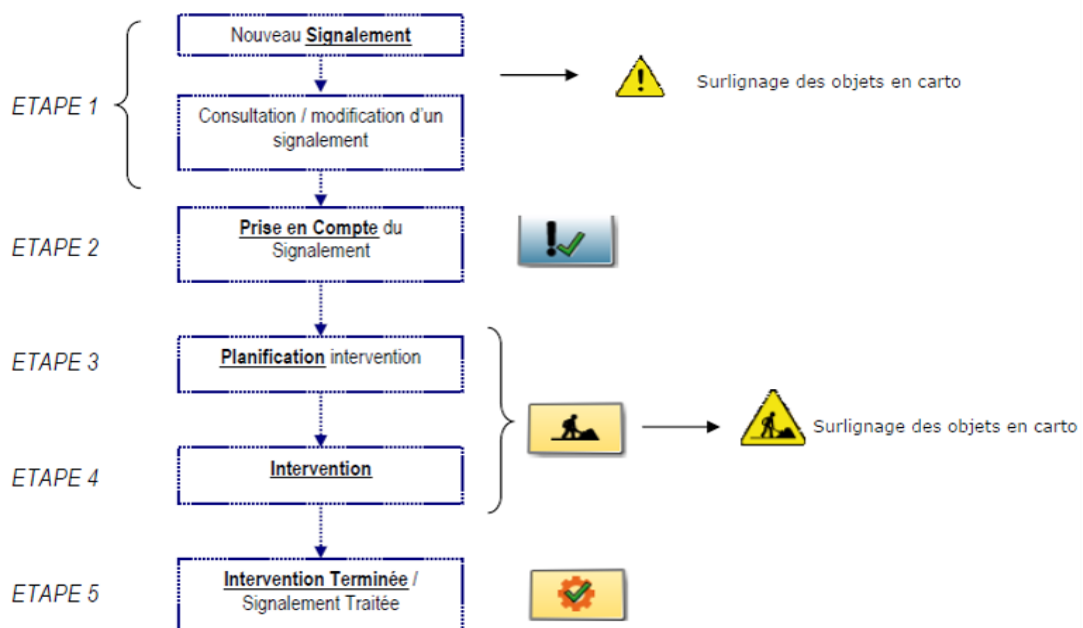 Nouveau Signalement
Surlignage des objets en carto
ETAPE 1
Consultation / modification d'un
signalement
ETAPE 2
Prise en Compte du
Signalement
ETAPE 3
Planification intervention
Surlignage des objets en carto
ETAPE 4
Intervention
ETAPE 5
Intervention Terminée /
Signalement Traitée